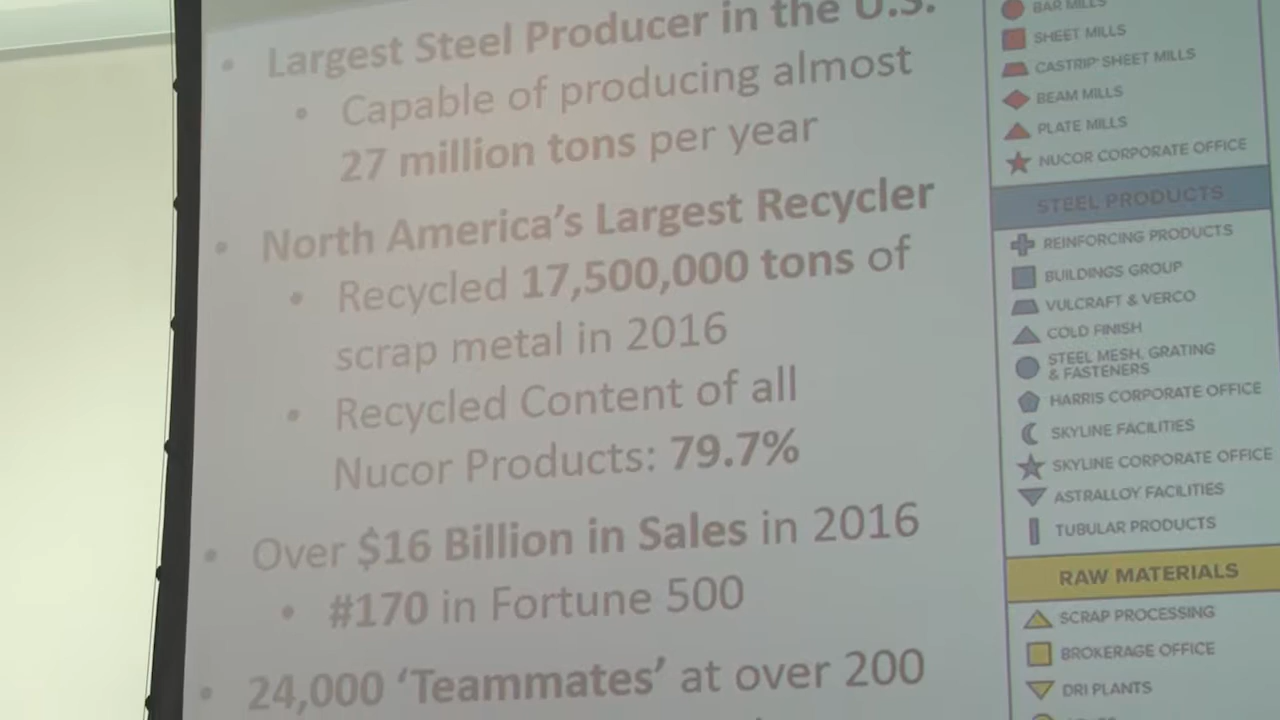 Largest Steel Producer in the U.S.
Capable of producing almost
27 million tons per year
North America's Largest Recycler
Recycled 17,500,000 tons of
scrap metal in 2016
Recycled Content of all
Nucor Products: 79.7%
Over $16 Billion in Sales in 2016
#170 in Fortune 500
24,000 'Teammates' at over 200
BAR MILLS
SHEET MILLS
CASTRIP SHEET MILLS
BEAM MILLS
PLATE MILLS
NUCOR CORPORATE OFFICE
STEEL PRODUCTS
REINFORCING PRODUCTS
BUILDINGS GROUP
VULCRAFT & VERCO
COLD FINISH
STEEL MESH, GRATING
& FASTENERS
HARRIS CORPORATE OFFICE
SKYLINE FACILITIES
SKYLINE CORPORATE OFFICE
ASTRALLOY FACILITIES
TUBULAR PRODUCTS
RAW MATERIALS
SCRAP PROCESSING
BROKERAGE OFFICE
DRI PLANTS